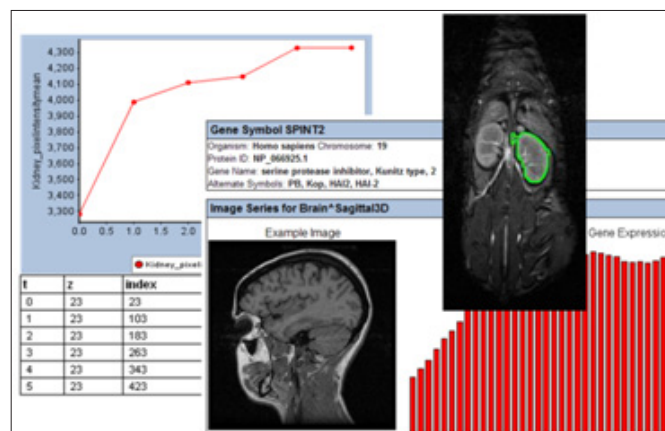 4,300
4,200
4,100
4,000
3,900
3,800
3,700
3,600
3,500
3,400
3,300
Kidney_pixelintensitymean
0.0
1.0
2.0
Kidney_pixel
t z index
0 23 23
1 23 103
2 23 183
3 23 263
4 23 343
5 23 423
Gene Symbol SPINT2
Organism: Homo sapiens Chromosome: 19
Protein ID: NP_066925.1
Gene Name: serine protease inhibitor, Kunitz type, 2
Alternate Symbols: PB, Kop, HAI2, HAI-2
Image Series for Brain^Sagittal3D
Example Image
Gene Expressio